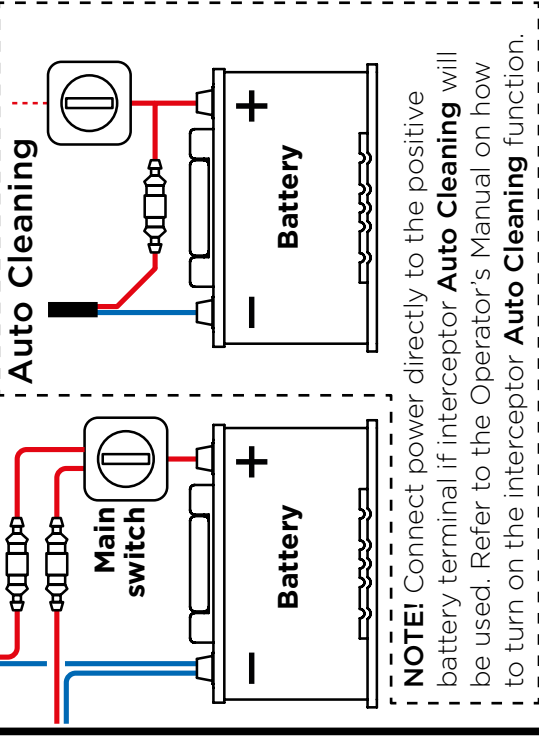 Auto Cleaning
+
−
Battery
Main
switch
+
−
Battery
NOTE! Connect power directly to the positive
battery terminal if interceptor Auto Cleaning will
be used. Refer to the Operator’s Manual on how
to turn on the interceptor Auto Cleaning function.